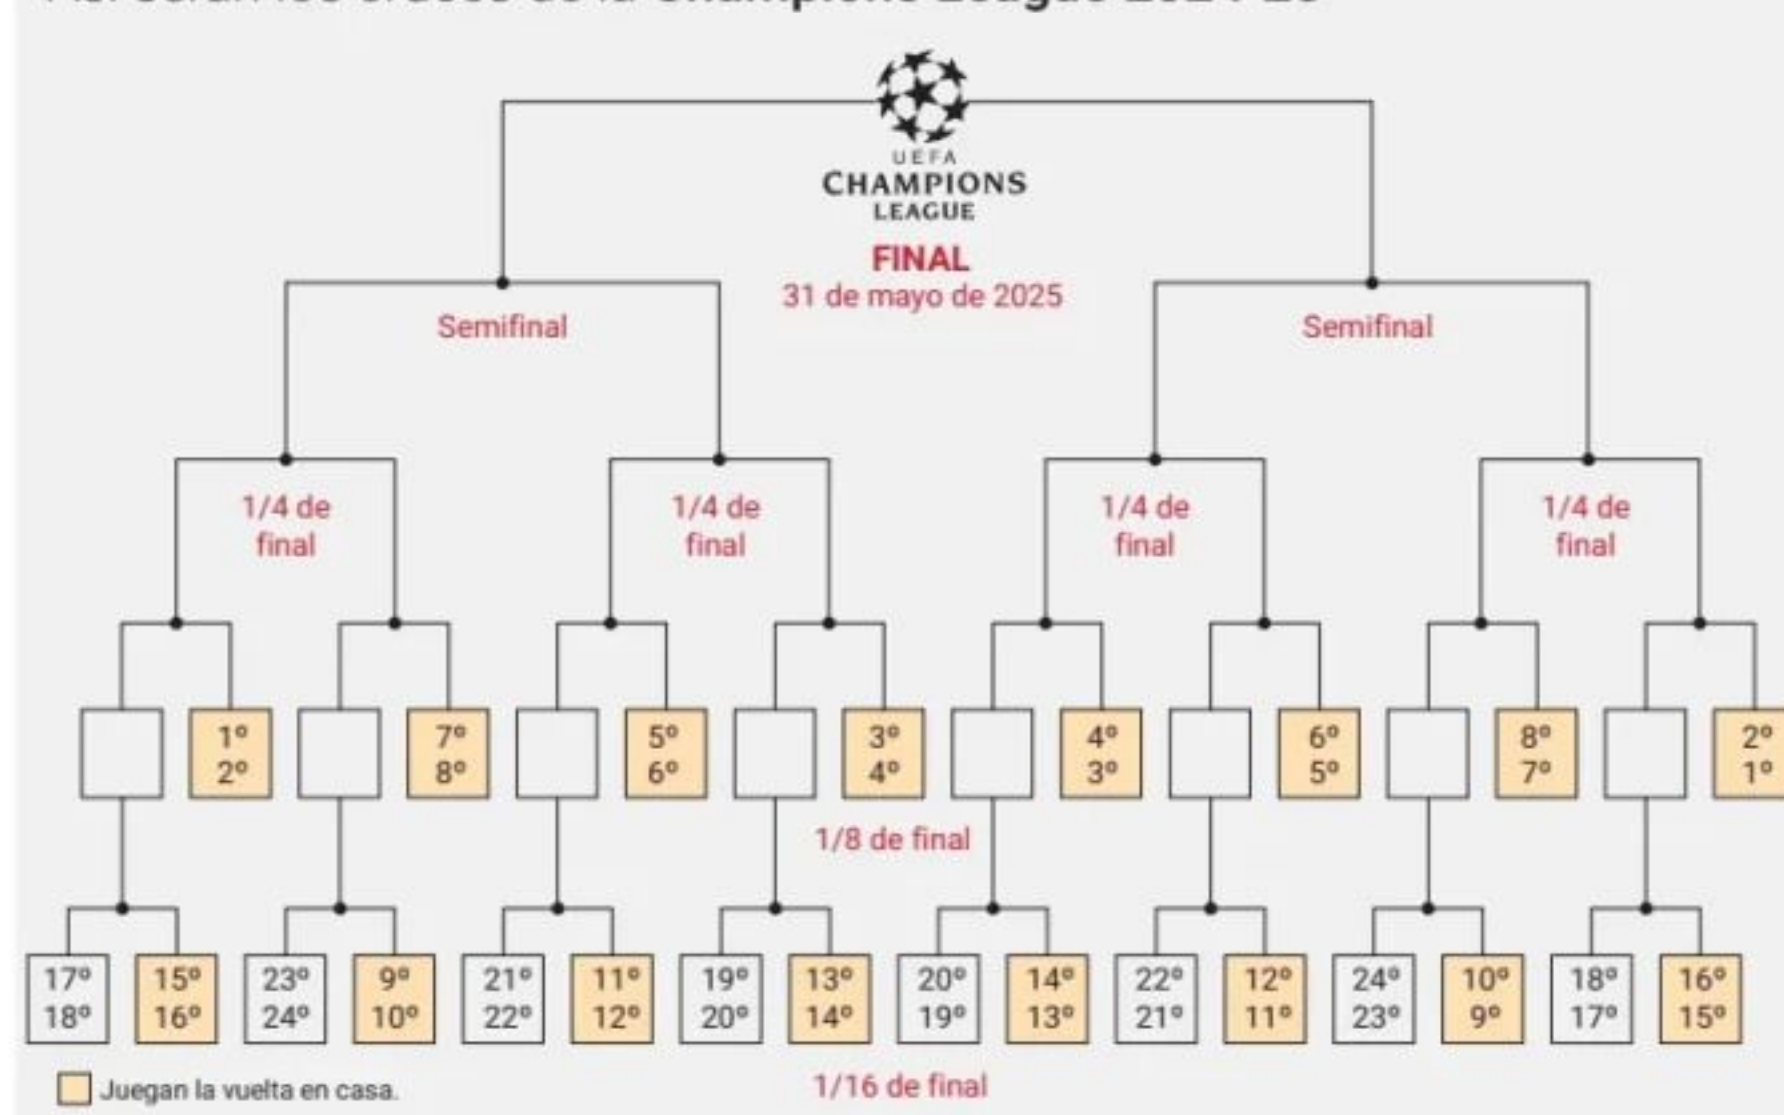 Champions League 2024-25
UEFA
CHAMPIONS
LEAGUE
FINAL
31 de mayo de 2025
Semifinal
Semifinal
1/4 de
final
1/4 de
final
1/4 de
final
1/4 de
final
1º
2º
7º
8º
5º
6º
3º
4º
4º
3º
6º
5º
8º
7º
2º
1º
1/8 de final
17º
18º
15º
16º
23º
24º
9º
10º
21º
22º
11º
12º
19º
20º
13º
14º
20º
19º
14º
13º
22º
21º
12º
11º
24º
23º
10º
9º
18º
17º
16º
15º
Juegan la vuelta en casa.
1/16 de final